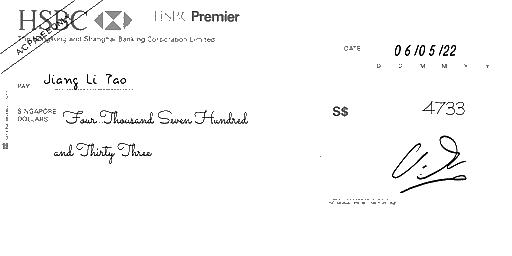 HSBC HSBC Premier
The Hongkong and Shanghai Banking Corporation Limited
A/C PAYEE ONLY
DATE 06/05/22
D D M M Y Y
PAY Jiang Li Tao
SINGAPORE DOLLARS Four Thousand Seven Hundred
and Thirty Three
S$ 4733